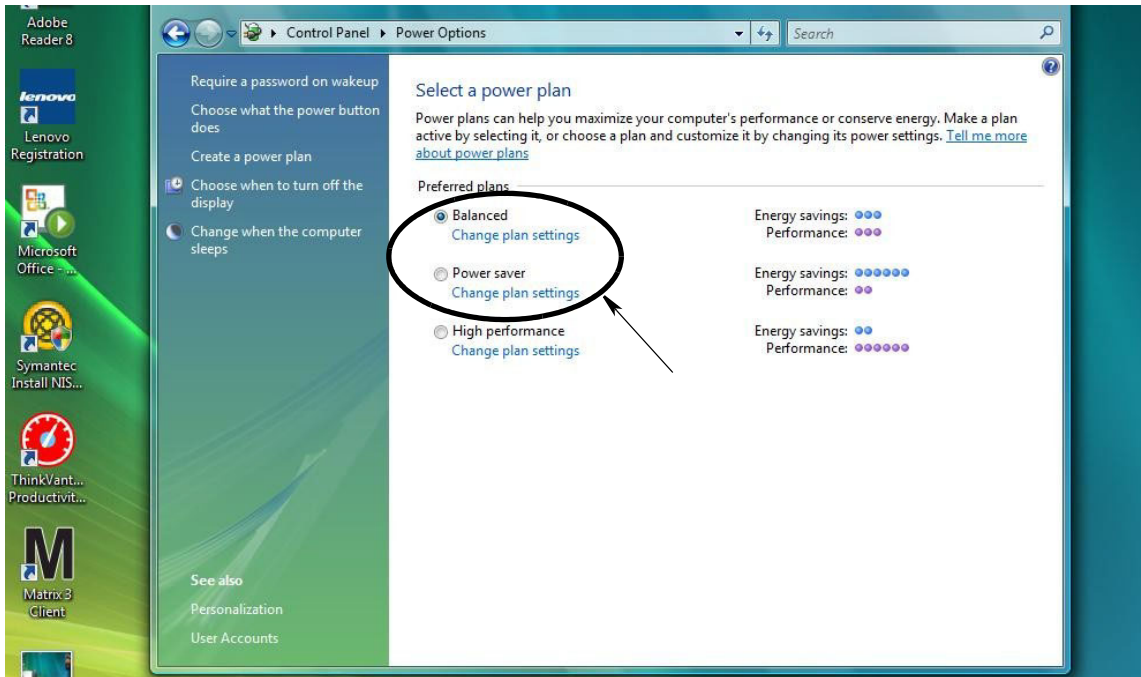 Adobe
Reader 8
lenovo
Lenovo
Registration
Microsoft
Office - ...
Symantec
Install NIS...
ThinkVant...
Productivit...
M
Matrix 3
Client
Control Panel
Power Options
Search
Require a password on wakeup
Choose what the power button
does
Create a power plan
Choose when to turn off the
display
Change when the computer
sleeps
See also
Personalization
User Accounts
Select a power plan
Power plans can help you maximize your computer's performance or conserve energy. Make a plan
active by selecting it, or choose a plan and customize it by changing its power settings. Tell me more
about power plans
Preferred plans
Balanced
Change plan settings
Energy savings:
Performance:
Power saver
Change plan settings
Energy savings:
Performance:
High performance
Change plan settings
Energy savings:
Performance: